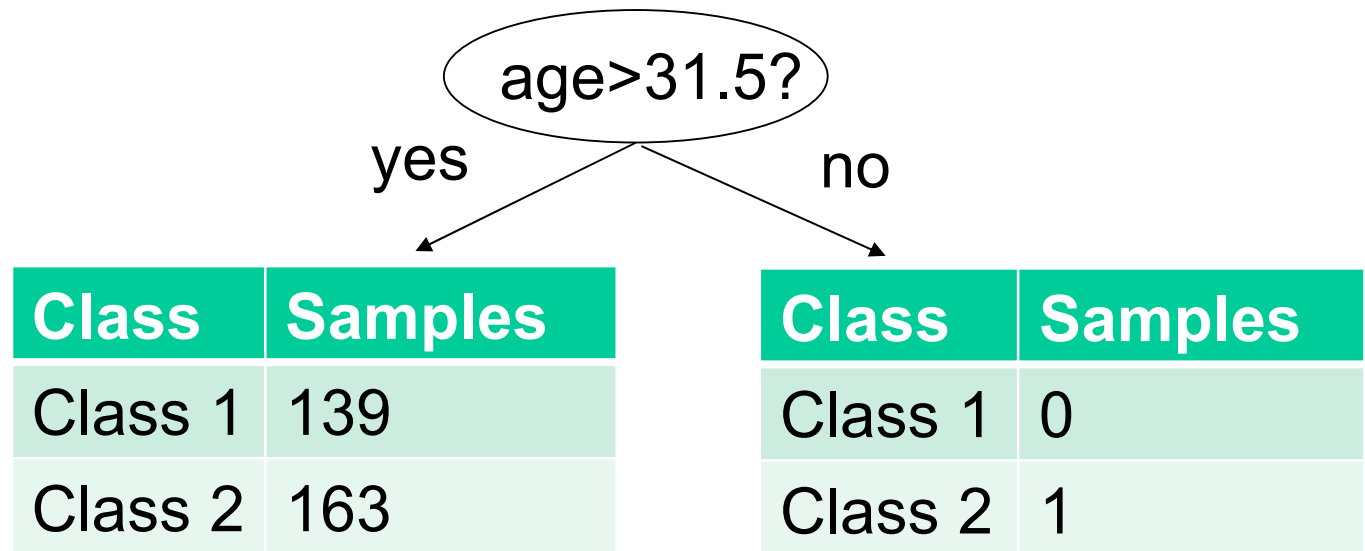 age>31.5?
yes no
Class Samples
Class 1 139
Class 2 163
Class Samples
Class 1 0
Class 2 1